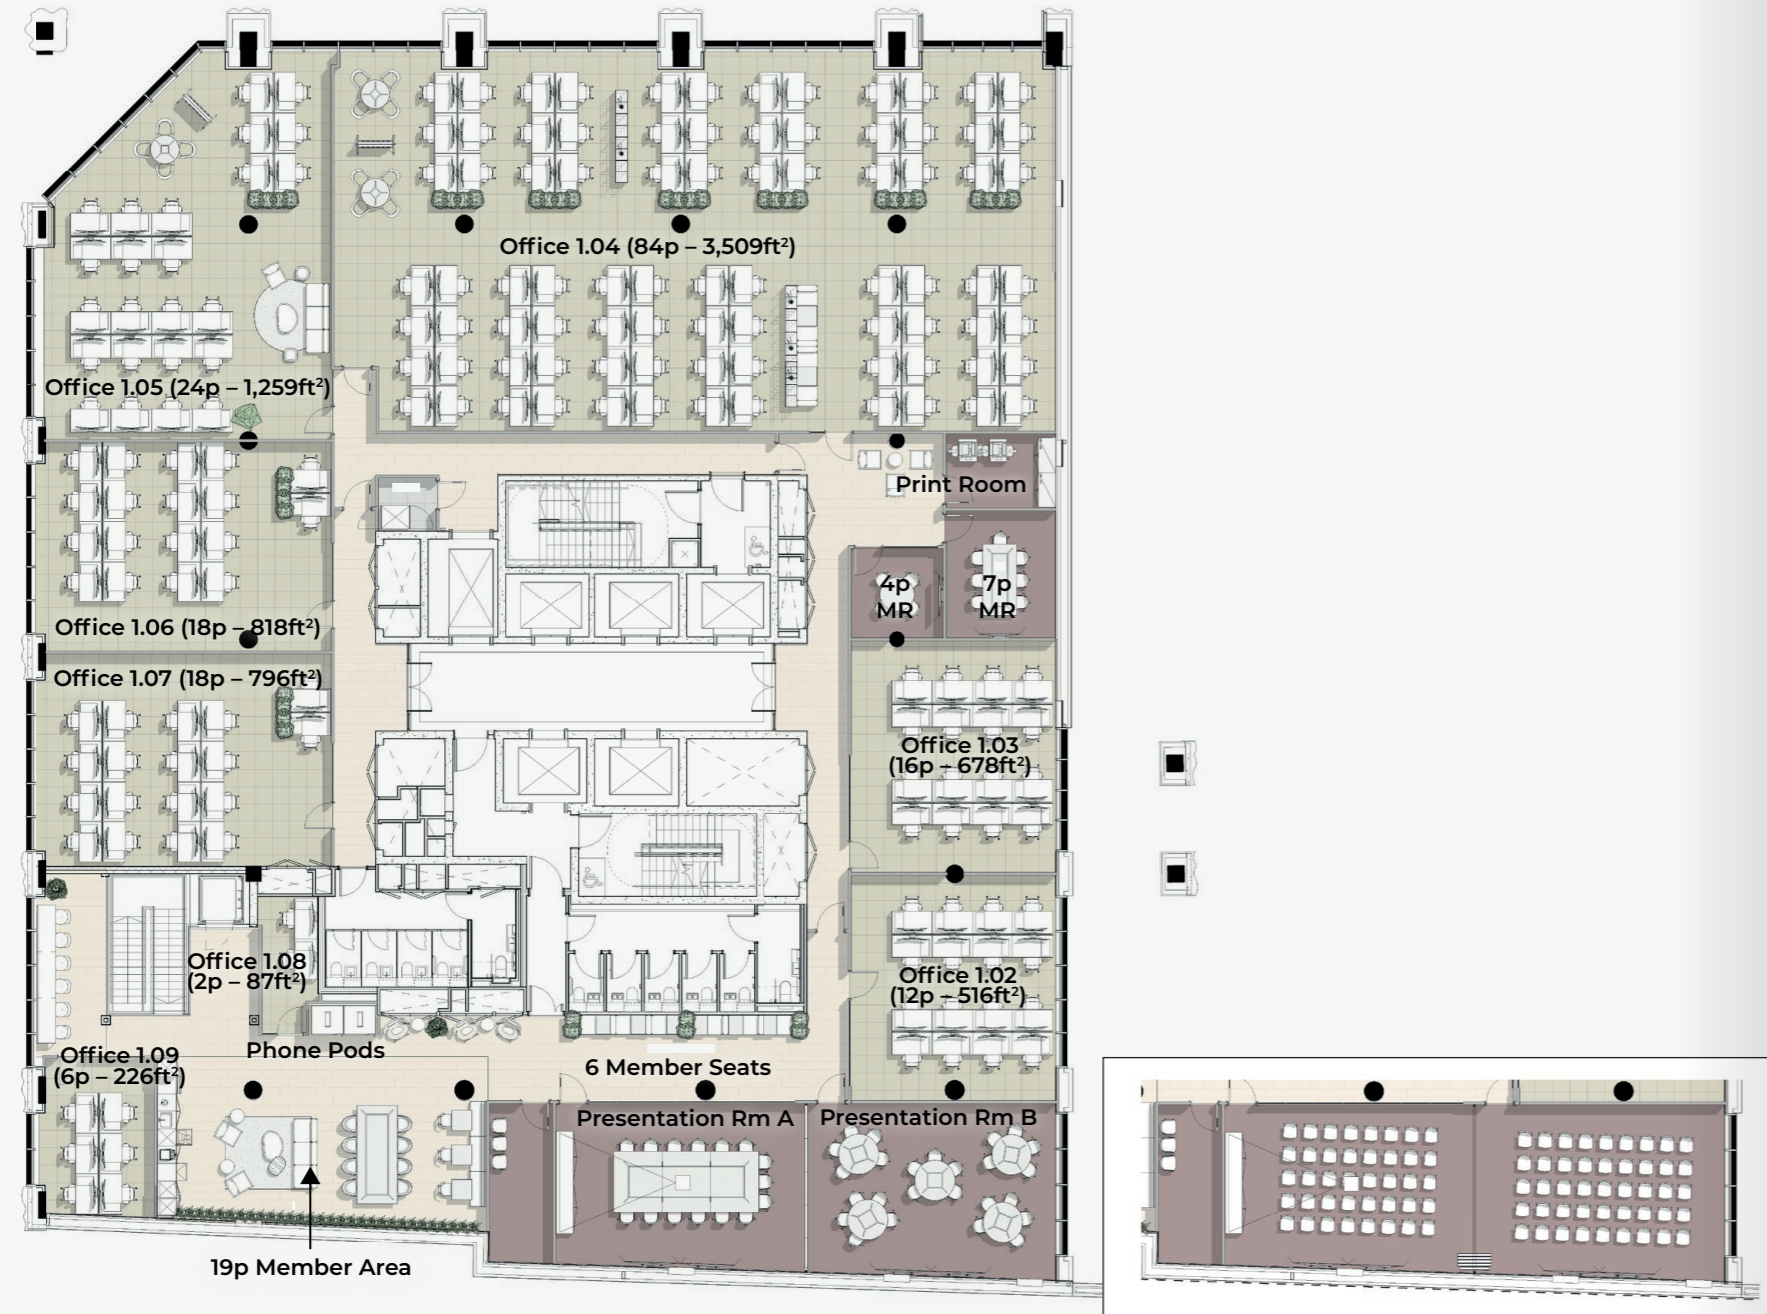 Office 1.04 (84p – 3,509ft²)
Office 1.05 (24p – 1,259ft²)
Print Room
4p
MR
7p
MR
Office 1.06 (18p – 818ft²)
Office 1.07 (18p – 796ft²)
Office 1.03
(16p – 678ft²)
Office 1.08
(2p – 87ft²)
Office 1.02
(12p – 516ft²)
Phone Pods
Office 1.09
(6p – 226ft²)
6 Member Seats
Presentation Rm A
Presentation Rm B
19p Member Area